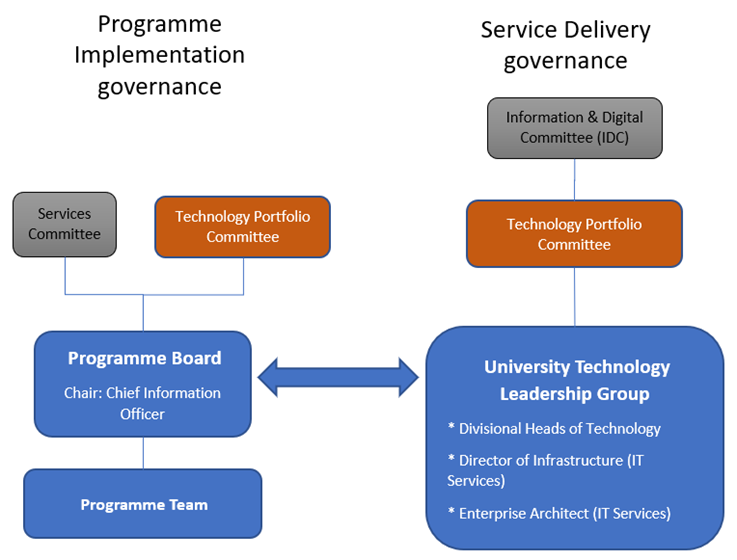 Programme
Implementation
governance
Service Delivery
governance
Information & Digital
Committee (IDC)
Services
Committee
Technology Portfolio
Committee
Technology Portfolio
Committee
Programme Board
Chair: Chief Information
Officer
University Technology
Leadership Group
* Divisional Heads of Technology
* Director of Infrastructure (IT
Services)
* Enterprise Architect (IT Services)
Programme Team